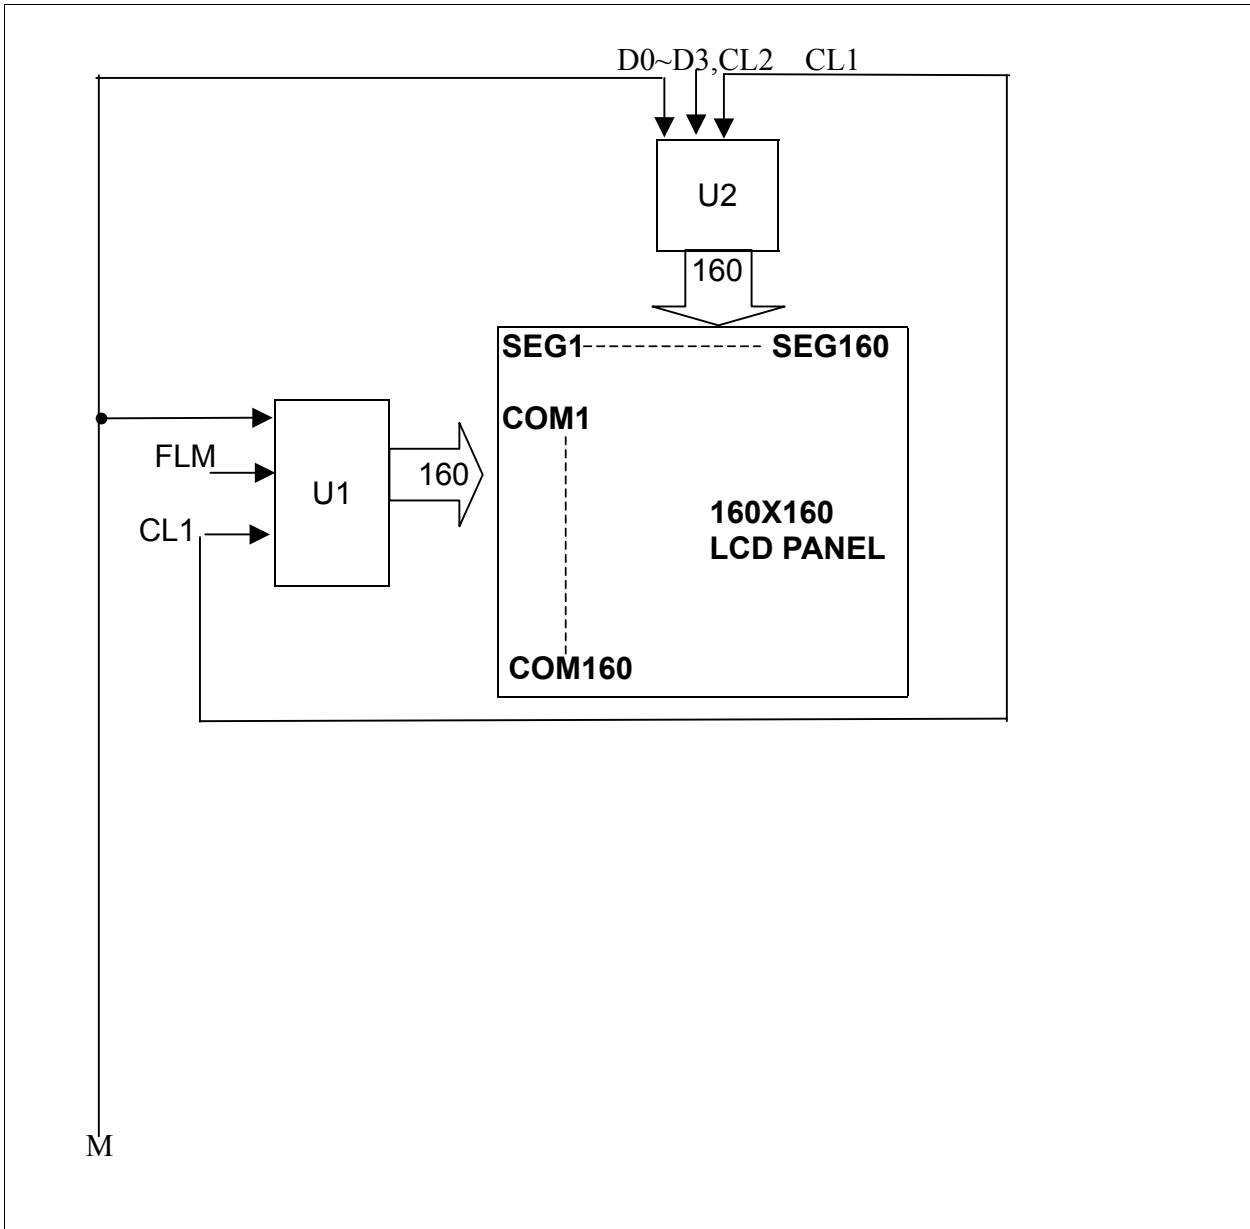 D0~D3,CL2 CL1
U2
160
SEG1 SEG160
COM1
FLM
160
U1
CL1
160X160
LCD PANEL
COM160
M